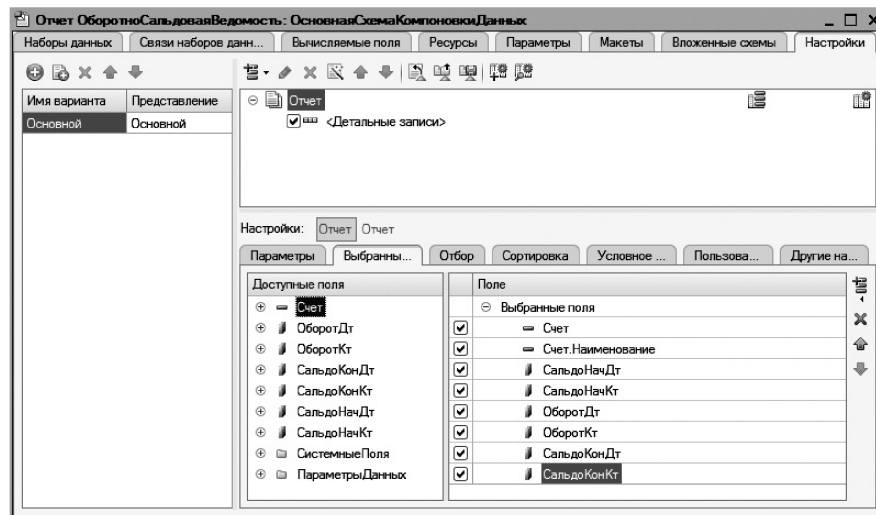 Отчет ОборотноСальдоваяВедомость: ОсновнаяСхемаКомпоновкиДанных
Наборы данных Связи наборов данн... Вычисляемые поля Ресурсы Параметры Макеты Вложенные схемы Настройки
Имя варианта Представление
Основной Основной
Отчет
<Детальные записи>
Настройки: Отчет Отчет
Параметры Выбранны... Отбор Сортировка Условное ... Пользова... Другие на...
Доступные поля
Счет
ОборотДт
ОборотКт
СальдоКонДт
СальдоКонКт
СальдоНачДт
СальдоНачКт
СистемныеПоля
ПараметрыДанных
Поле
Выбранные поля
Счет
Счет.Наименование
СальдоНачДт
СальдоНачКт
ОборотДт
ОборотКт
СальдоКонДт
СальдоКонКт